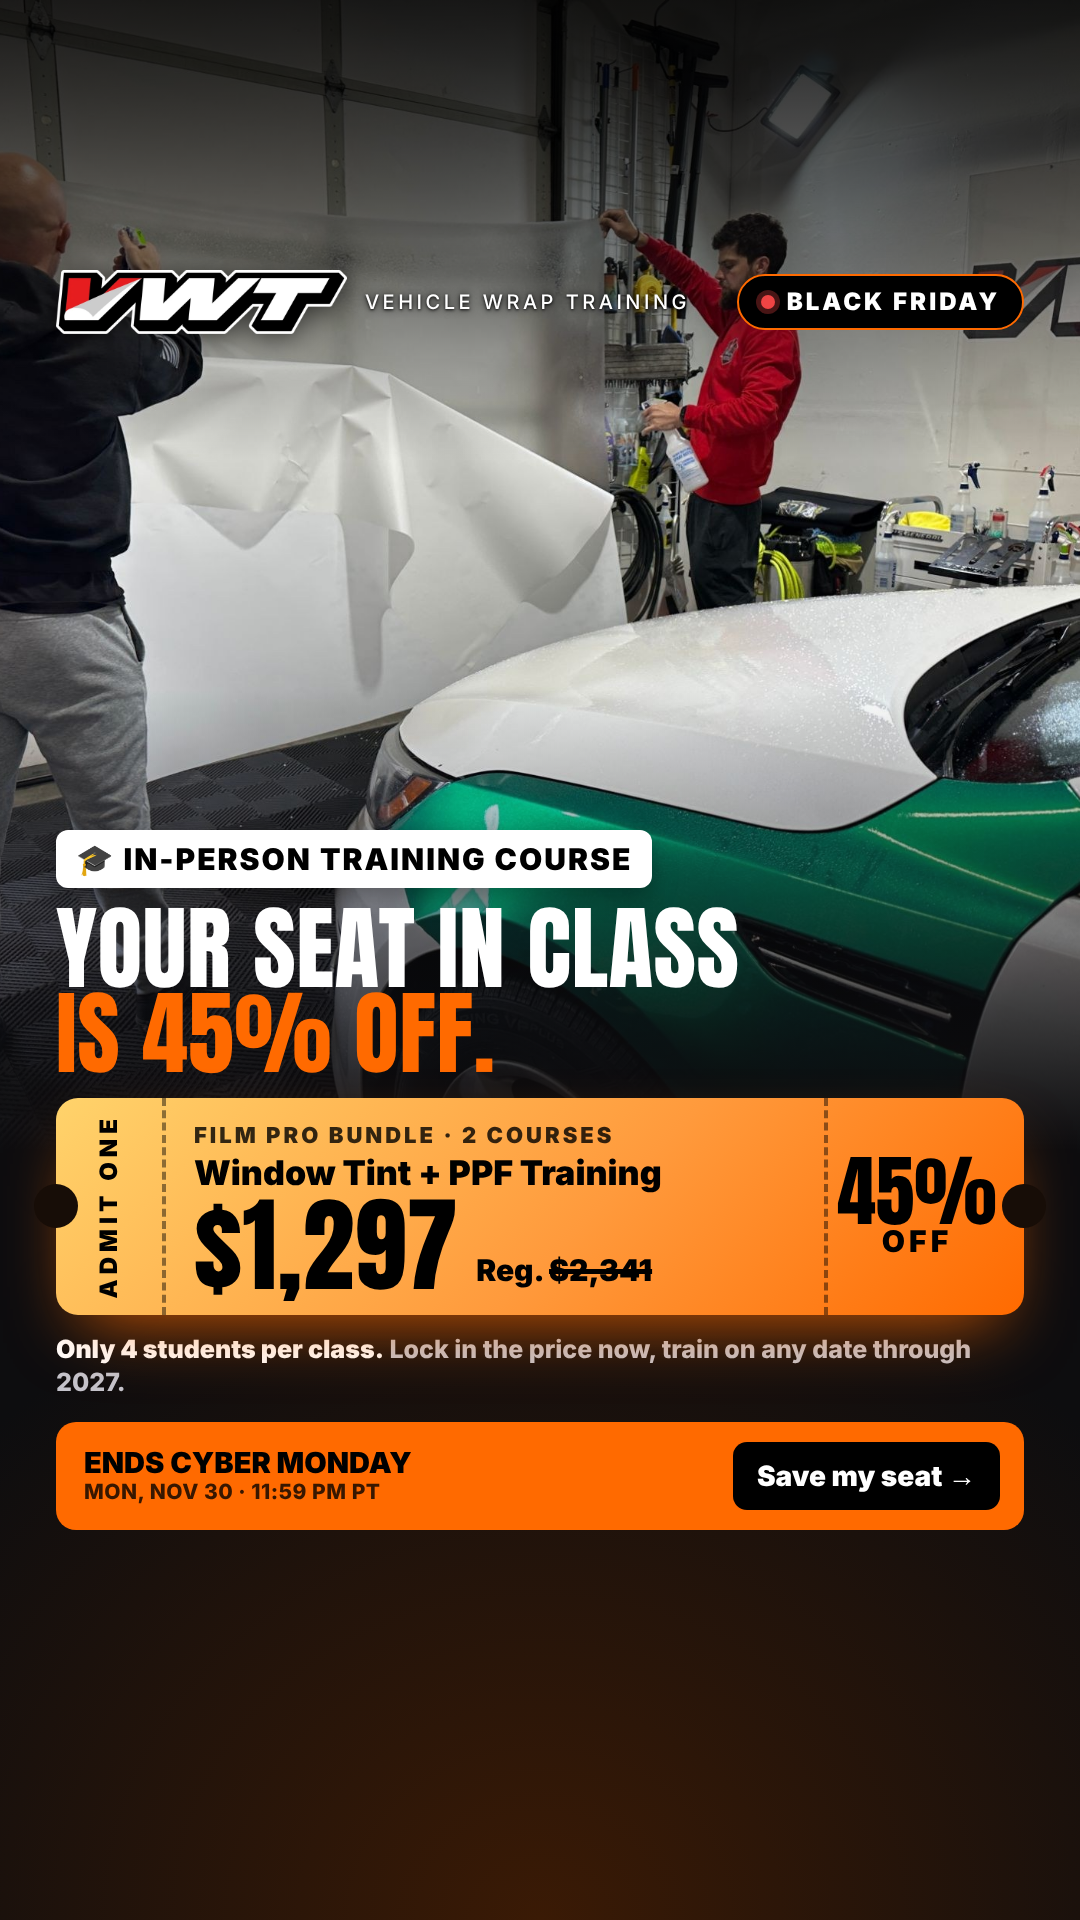 VWT
VEHICLE WRAP TRAINING
BLACK FRIDAY
🎓 IN-PERSON TRAINING COURSE
YOUR SEAT IN CLASS
IS 45% OFF.
ADMIT ONE
FILM PRO BUNDLE · 2 COURSES
Window Tint + PPF Training
$1,297 Reg. $2,341
45%
OFF
Only 4 students per class. Lock in the price now, train on any date through
2027.
ENDS CYBER MONDAY
MON, NOV 30 · 11:59 PM PT
Save my seat →